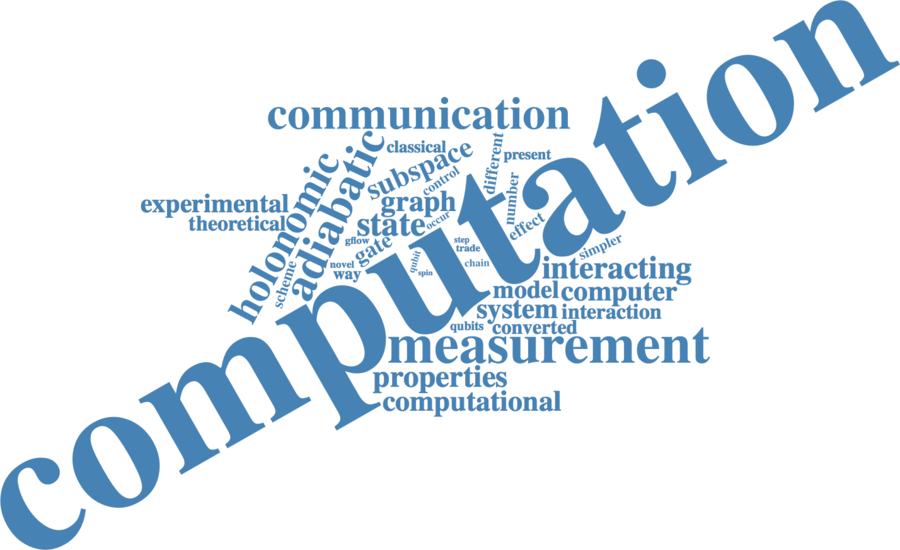 computation
communication
classical
adiabatic
holonomic
subspace
control
different
present
experimental
theoretical
graph
state
occur
number
effect
gflow
gate
step
trade
simpler
novel
way
qubit
spin
chain
scheme
interacting
model
computer
system
interaction
qubits
converted
measurement
properties
computational